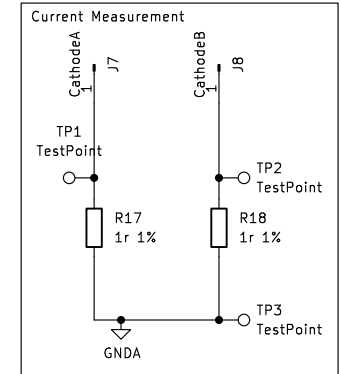 Current Measurement
CathodeA
1
J7
CathodeB
1
J8
TP1
TestPoint
TP2
TestPoint
R17
1r 1%
R18
1r 1%
TP3
TestPoint
GNDA